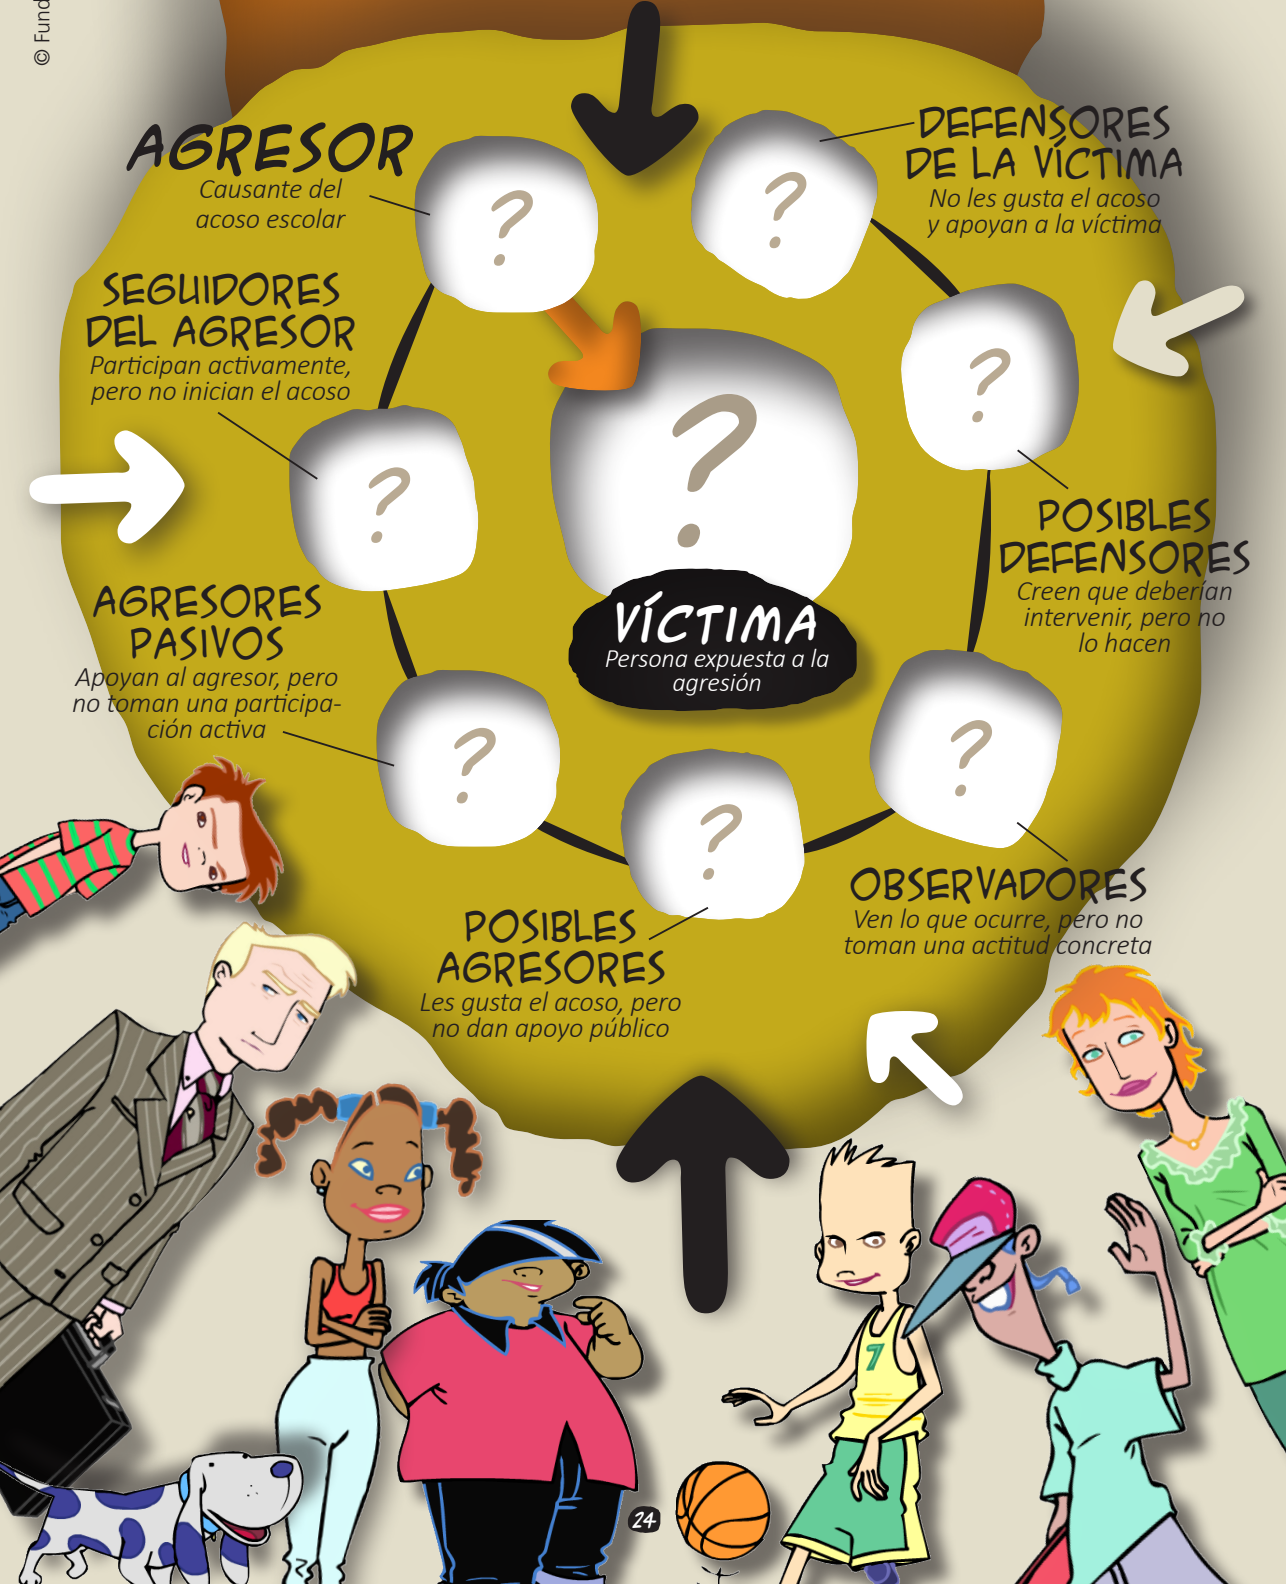 © Fund
AGRESOR
Causante del
acoso escolar
DEFENSORES
DE LA VÍCTIMA
No les gusta el acoso
y apoyan a la víctima
SEGUIDORES
DEL AGRESOR
Participan activamente,
pero no inician el acoso
?
?
?
?
?
?
?
?
POSIBLES
DEFENSORES
Creen que deberían
intervenir, pero no
lo hacen
AGRESORES
PASIVOS
Apoyan al agresor, pero
no toman una participa-
ción activa
VÍCTIMA
Persona expuesta a la
agresión
OBSERVADORES
Ven lo que ocurre, pero no
toman una actitud concreta
POSIBLES
AGRESORES
Les gusta el acoso, pero
no dan apoyo público
7
24